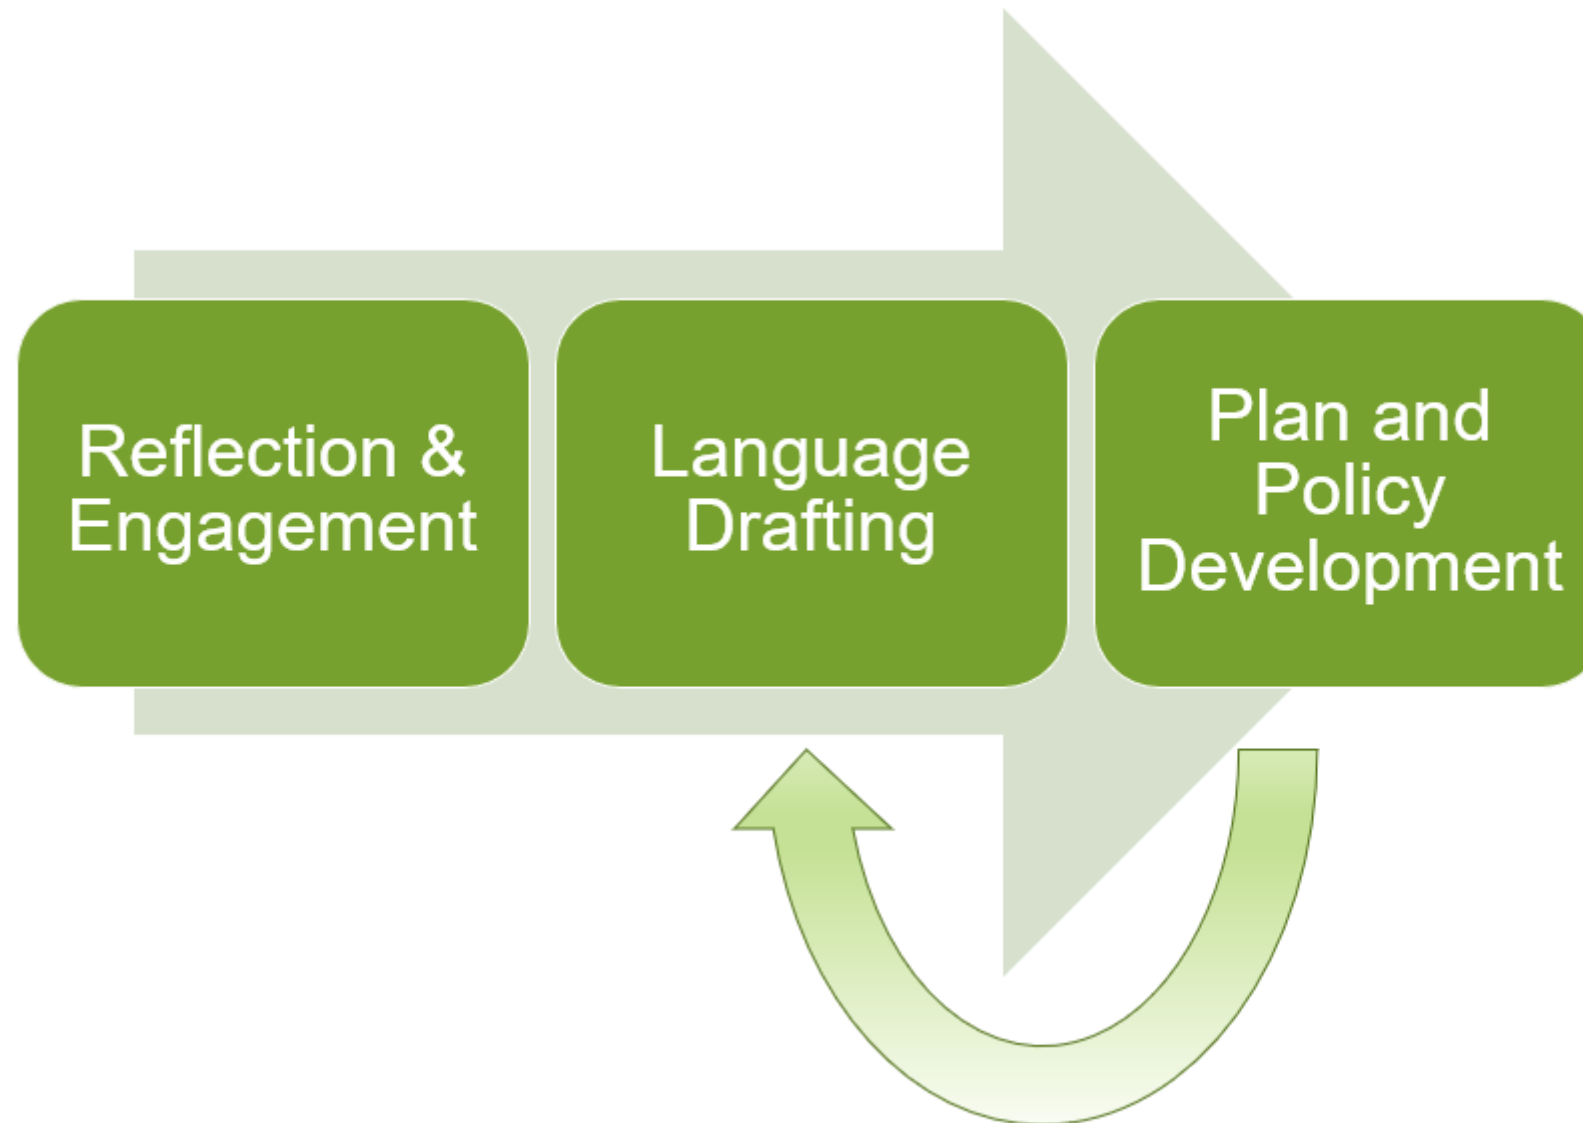 Reflection &
Engagement
Language
Drafting
Plan and
Policy
Development